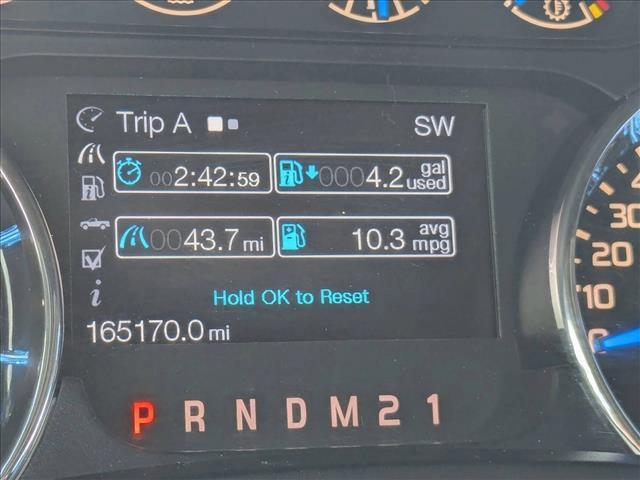 Trip A SW
002:42:59 0004.2 gal used
0043.7 mi 10.3 avg mpg
Hold OK to Reset
165170.0 mi
P R N D M 2 1
30
20
10